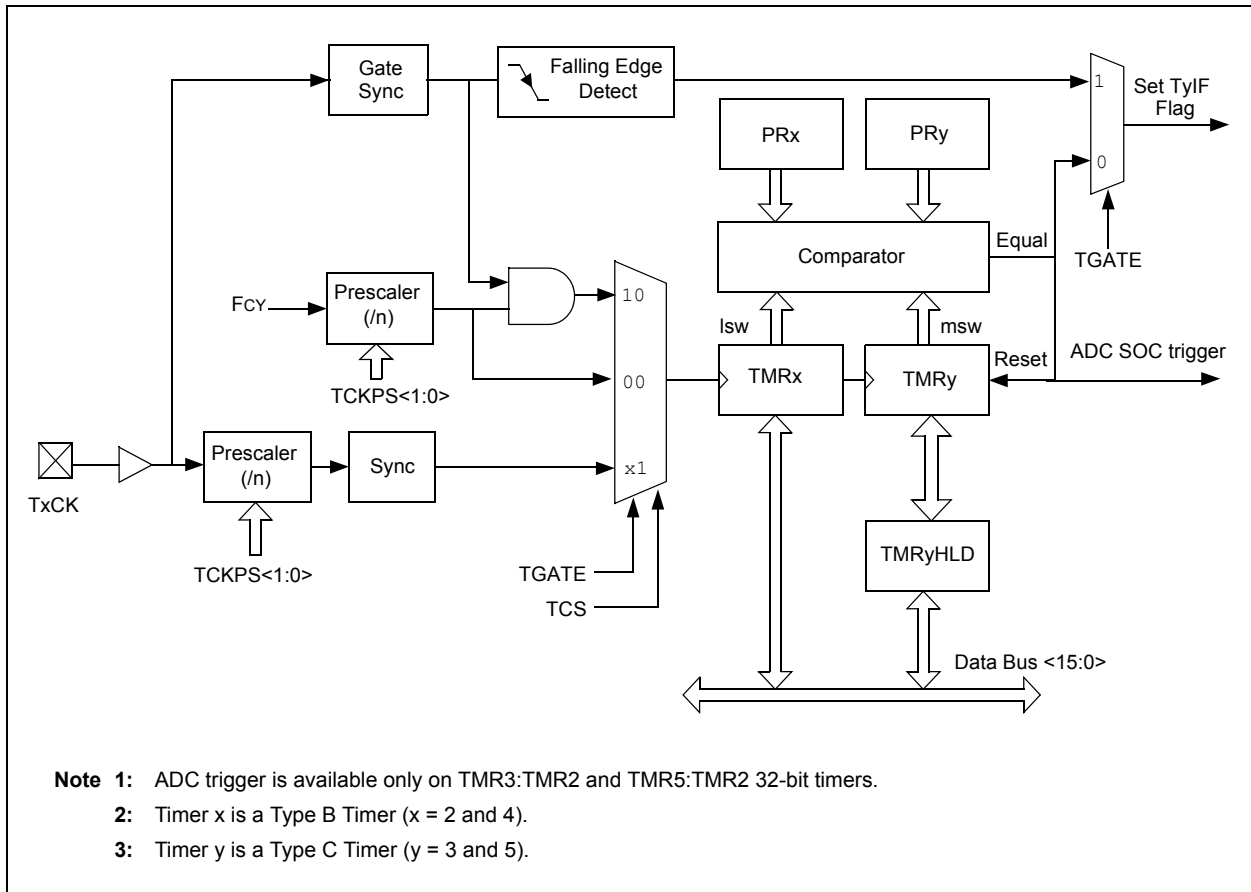 Gate
Sync
Falling Edge
Detect
1
Set TyIF
Flag
PRx
PRy
0
Equal
Comparator
TGATE
FCY
Prescaler
(/n)
10
lsw
msw
Reset
ADC SOC trigger
TMRx
TMRy
00
TCKPS<1:0>
Prescaler
(/n)
Sync
x1
TxCK
TMRyHLD
TGATE
TCKPS<1:0>
TCS
Data Bus <15:0>
Note 1: ADC trigger is available only on TMR3:TMR2 and TMR5:TMR2 32-bit timers.
2: Timer x is a Type B Timer (x = 2 and 4).
3: Timer y is a Type C Timer (y = 3 and 5).